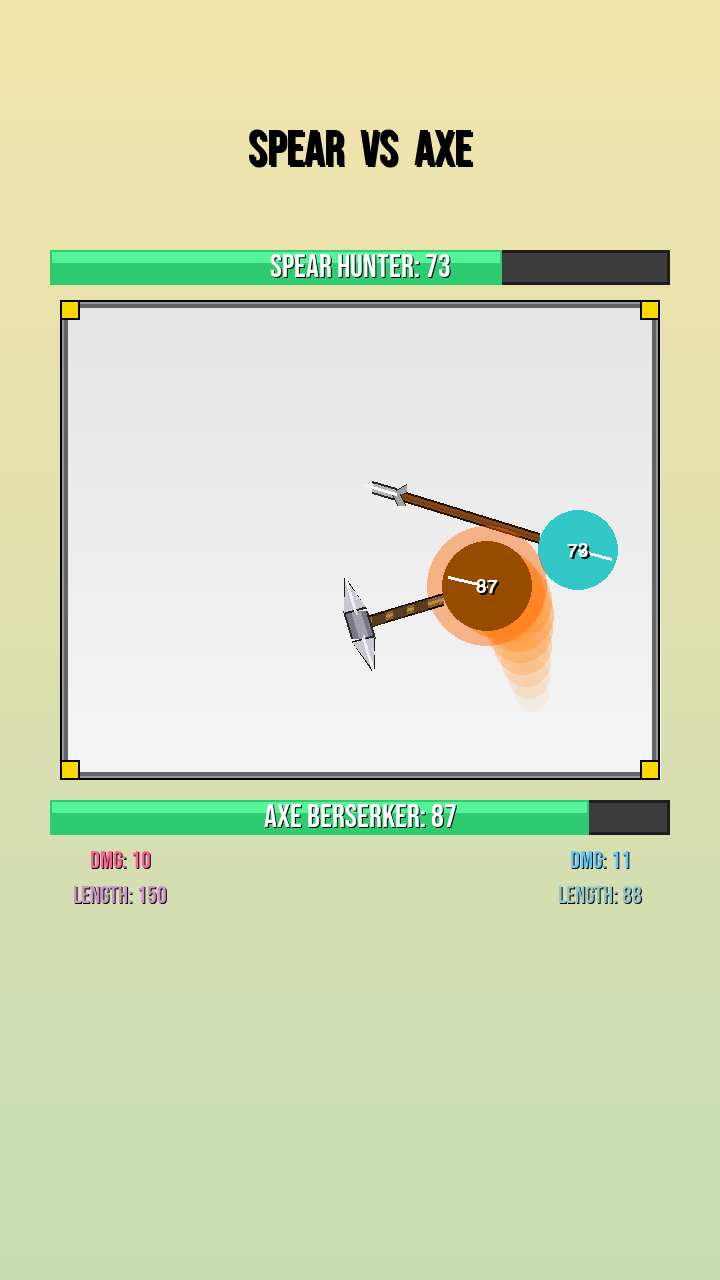 SPEAR VS AXE
SPEAR HUNTER: 73
73
87
AXE BERSERKER: 87
DMG: 10
DMG: 11
LENGTH: 150
LENGTH: 88